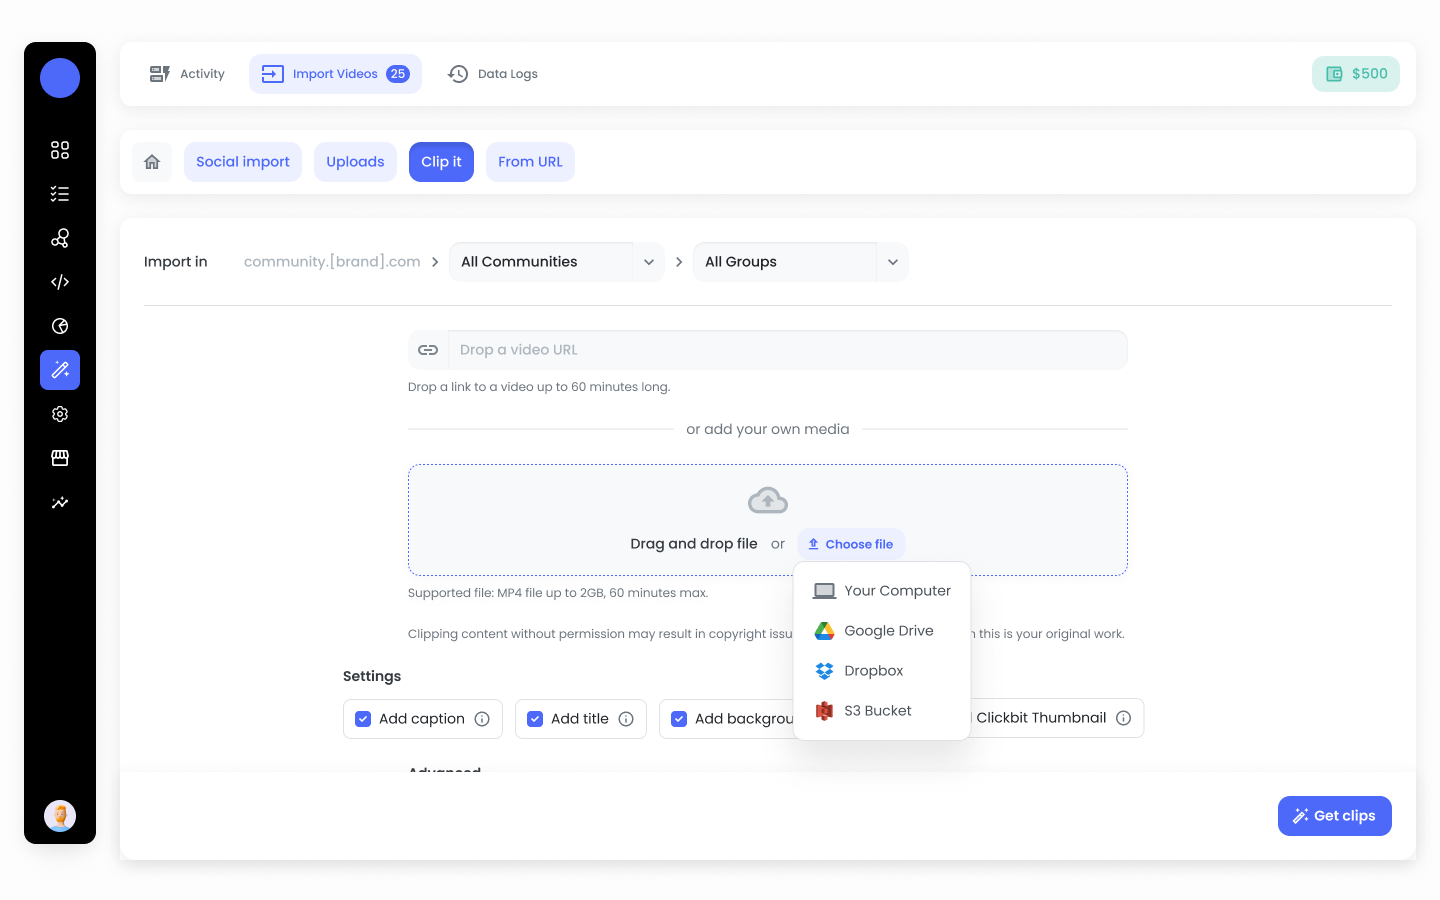 Activity
Import Videos 25
Data Logs
$500
Social import
Uploads
Clip it
From URL
Import in
community.[brand].com
All Communities
All Groups
Drop a video URL
Drop a link to a video up to 60 minutes long.
or add your own media
Drag and drop file or
Choose file
Supported file: MP4 file up to 2GB, 60 minutes max.
Clipping content without permission may result in copyright this is your original work.
Your Computer
Google Drive
Dropbox
S3 Bucket
Settings
Add caption
Add title
Add
Clickbit Thumbnail
Advanced
Get clips